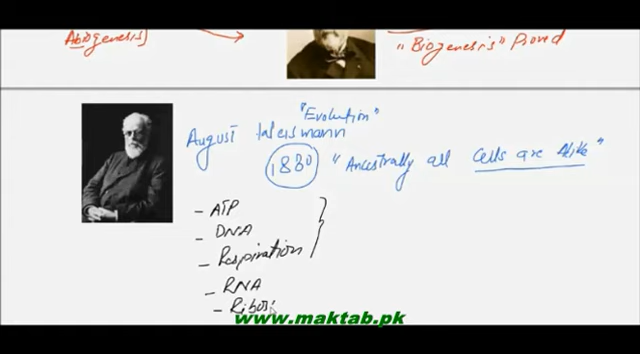 Abiogenesis)
"Biogenesis" Proved
"Evolution"
August Weismann
1880 "Ancestrally all Cells are Alike"
- ATP
- DNA
- Respiration
- RNA
- Ribos
www.maktab.pk